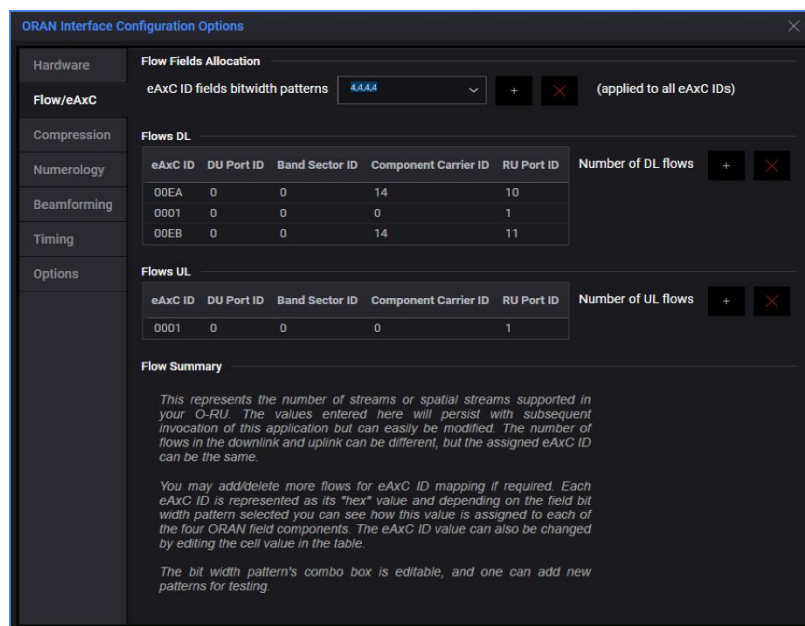 ORAN Interface Configuration Options
Hardware
Flow/eAxC
Compression
Numerology
Beamforming
Timing
Options
Flow Fields Allocation
eAxC ID fields bitwidth patterns 4,4,4,4 + (applied to all eAxC IDs)
Flows DL
eAxC ID DU Port ID Band Sector ID Component Carrier ID RU Port ID Number of DL flows +
00EA 0 0 14 10
0001 0 0 0 1
00EB 0 0 14 11
Flows UL
eAxC ID DU Port ID Band Sector ID Component Carrier ID RU Port ID Number of UL flows +
0001 0 0 0 1
Flow Summary
This represents the number of streams or spatial streams supported in
your O-RU. The values entered here will persist with subsequent
invocation of this application but can easily be modified. The number of
flows in the downlink and uplink can be different, but the assigned eAxC ID
can be the same.
You may add/delete more flows for eAxC ID mapping if required. Each
eAxC ID is represented as its "hex" value and depending on the field bit
width pattern selected you can see how this value is assigned to each of
the four ORAN field components. The eAxC ID value can also be changed
by editing the cell value in the table.
The bit width pattern's combo box is editable, and one can add new
patterns for testing.